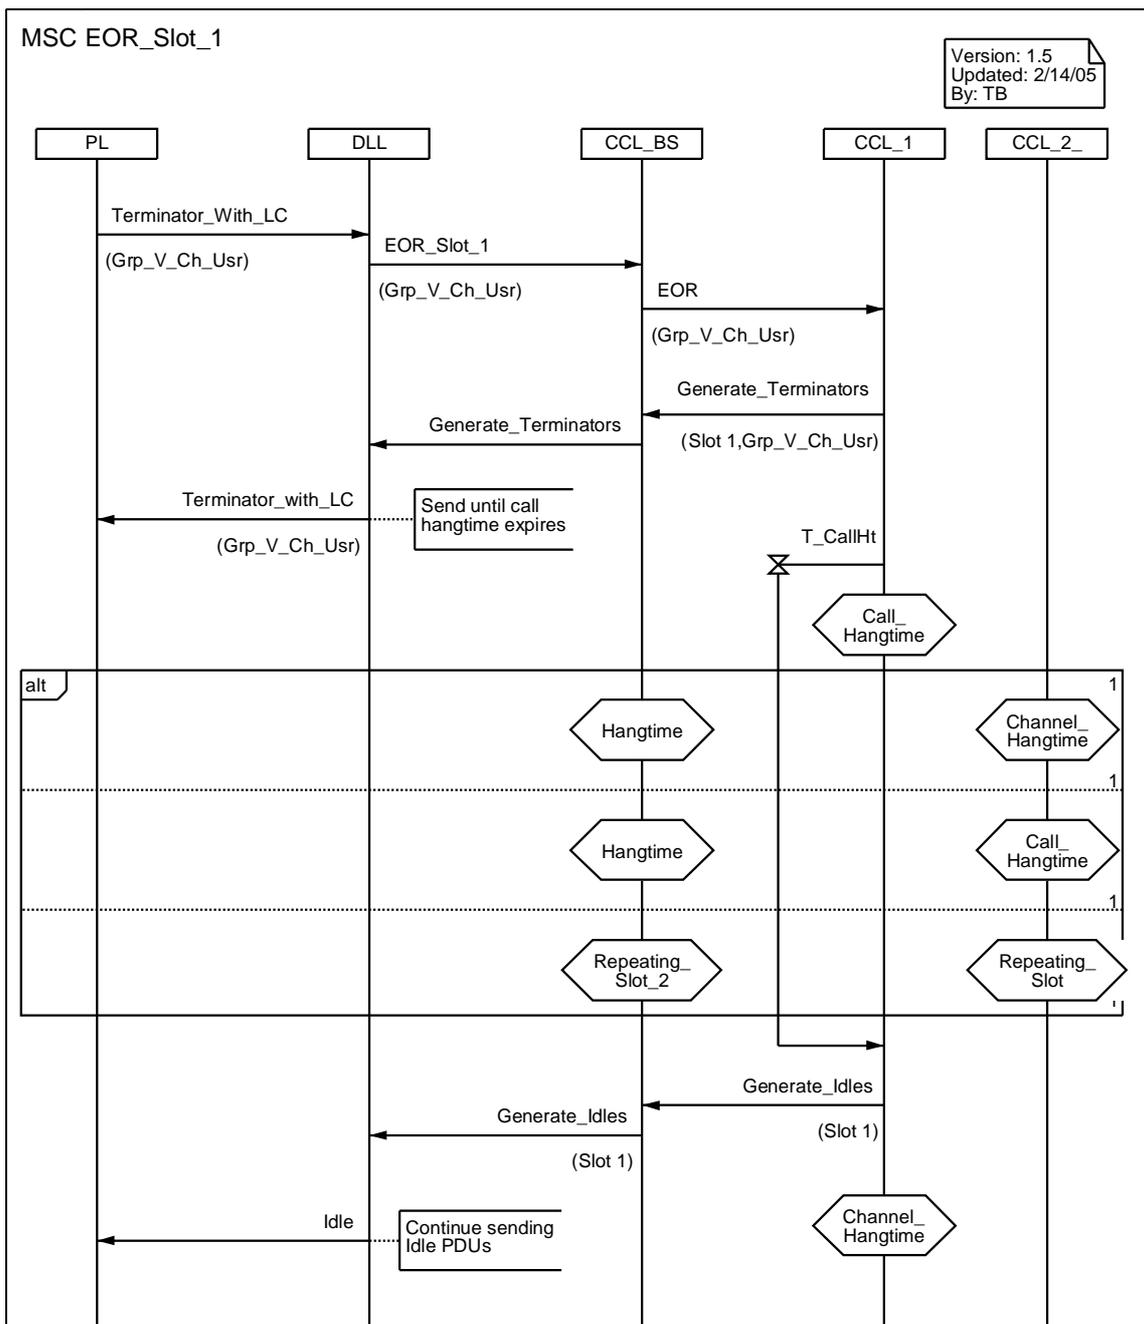 MSC EOR_Slot_1
Version: 1.5
Updated: 2/14/05
By: TB
PL
DLL
CCL_BS
CCL_1
CCL_2_
Terminator_With_LC
(Grp_V_Ch_Usr)
EOR_Slot_1
(Grp_V_Ch_Usr)
EOR
(Grp_V_Ch_Usr)
Generate_Terminators
(Slot 1,Grp_V_Ch_Usr)
Generate_Terminators
Terminator_with_LC
(Grp_V_Ch_Usr)
Send until call
hangtime expires
T_CallHt
Call_
Hangtime
alt
1
Hangtime
Channel_
Hangtime
1
Hangtime
Call_
Hangtime
1
Repeating_
Slot_2
Repeating_
Slot
Generate_Idles
(Slot 1)
Generate_Idles
(Slot 1)
Idle
Continue sending
Idle PDUs
Channel_
Hangtime